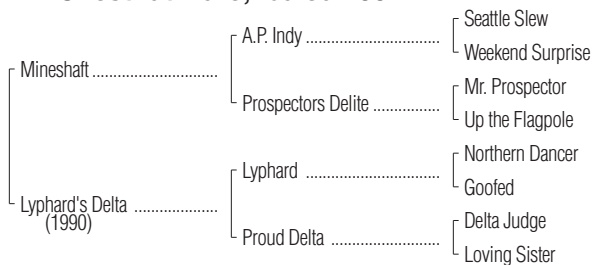 Seattle Slew
A.P. Indy ........................
Weekend Surprise
Mineshaft ...............................
Mr. Prospector
Prospectors Delite ................
Up the Flagpole
Northern Dancer
Lyphard .........................
Goofed
Lyphard's Delta ....................
(1990)
Delta Judge
Proud Delta ....................
Loving Sister